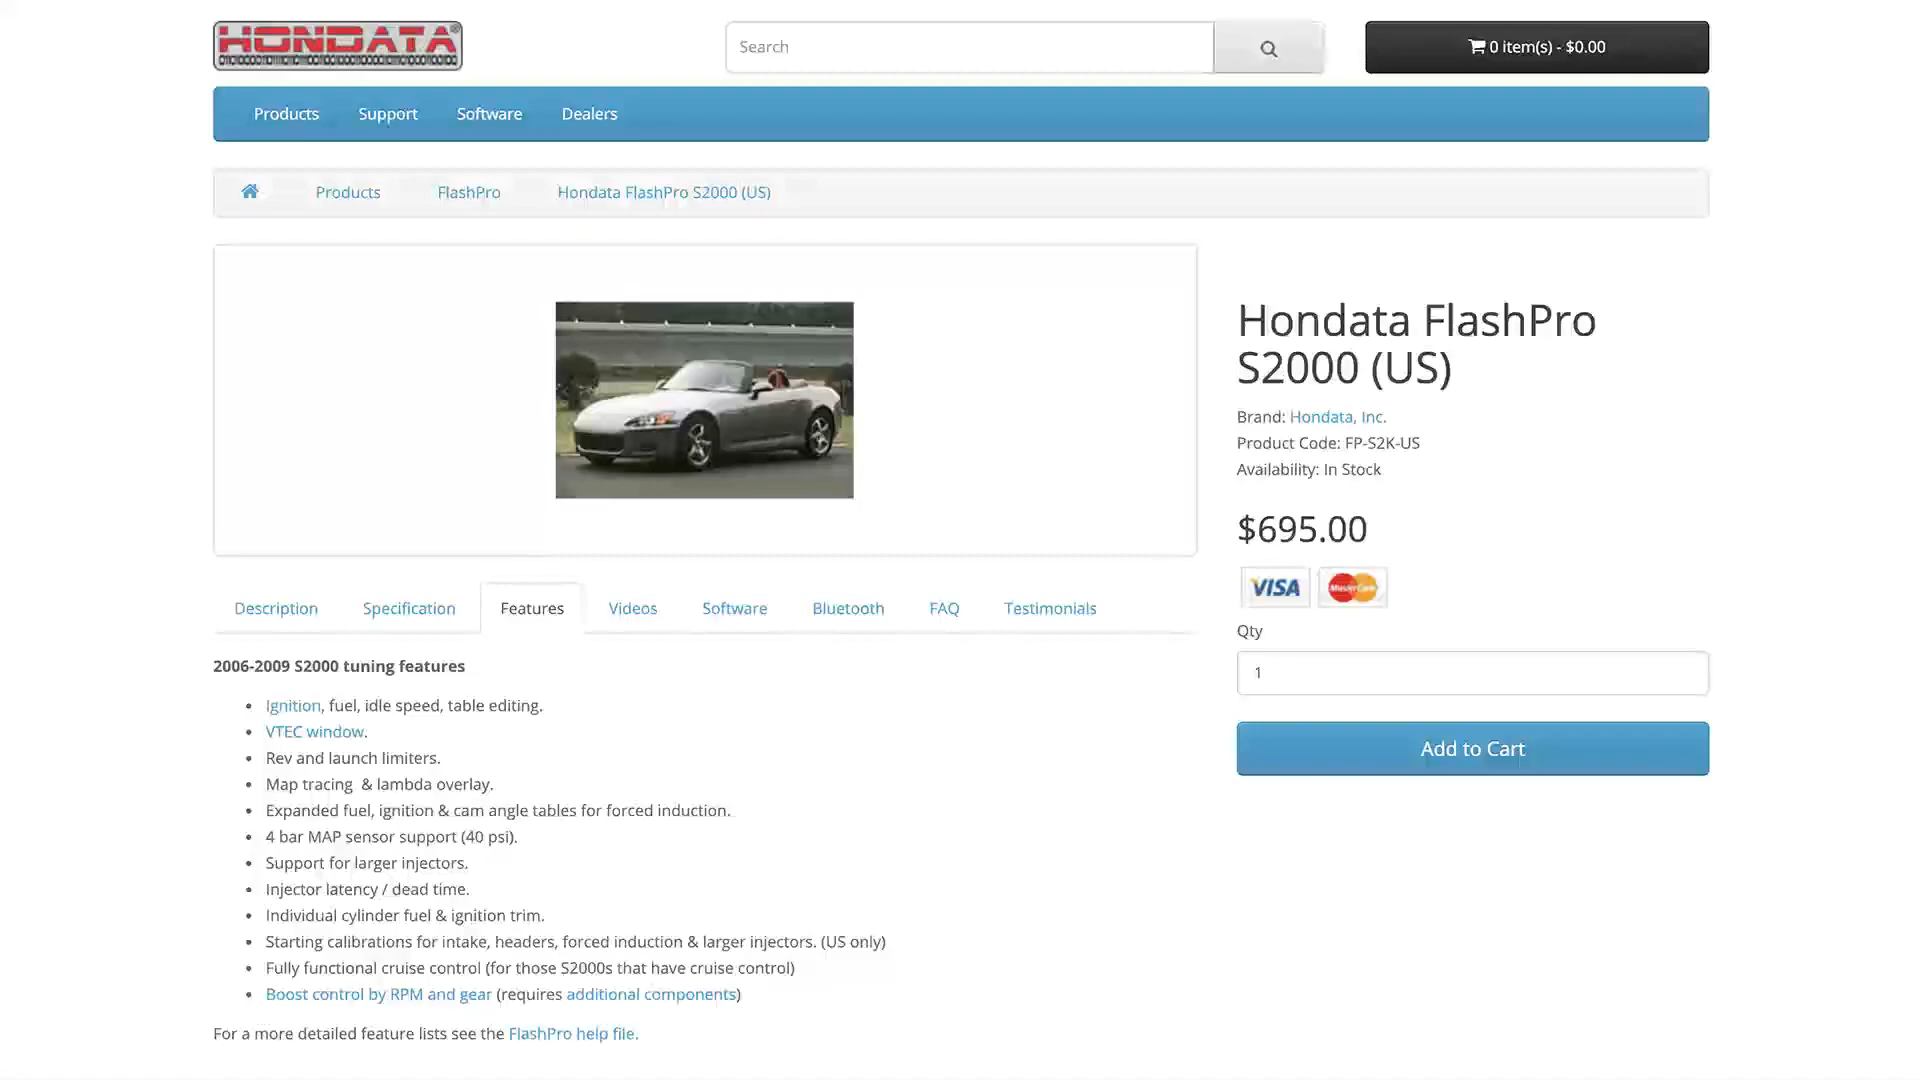 HONDATA®
Search
0 item(s) - $0.00
Products Support Software Dealers
Products FlashPro Hondata FlashPro S2000 (US)
Hondata FlashPro
S2000 (US)
Brand: Hondata, Inc.
Product Code: FP-S2K-US
Availability: In Stock
$695.00
VISA MasterCard
Qty
1
Add to Cart
Description Specification Features Videos Software Bluetooth FAQ Testimonials
2006-2009 S2000 tuning features
Ignition, fuel, idle speed, table editing.
VTEC window.
Rev and launch limiters.
Map tracing & lambda overlay.
Expanded fuel, ignition & cam angle tables for forced induction.
4 bar MAP sensor support (40 psi).
Support for larger injectors.
Injector latency / dead time.
Individual cylinder fuel & ignition trim.
Starting calibrations for intake, headers, forced induction & larger injectors. (US only)
Fully functional cruise control (for those S2000s that have cruise control)
Boost control by RPM and gear (requires additional components)
For a more detailed feature lists see the FlashPro help file.